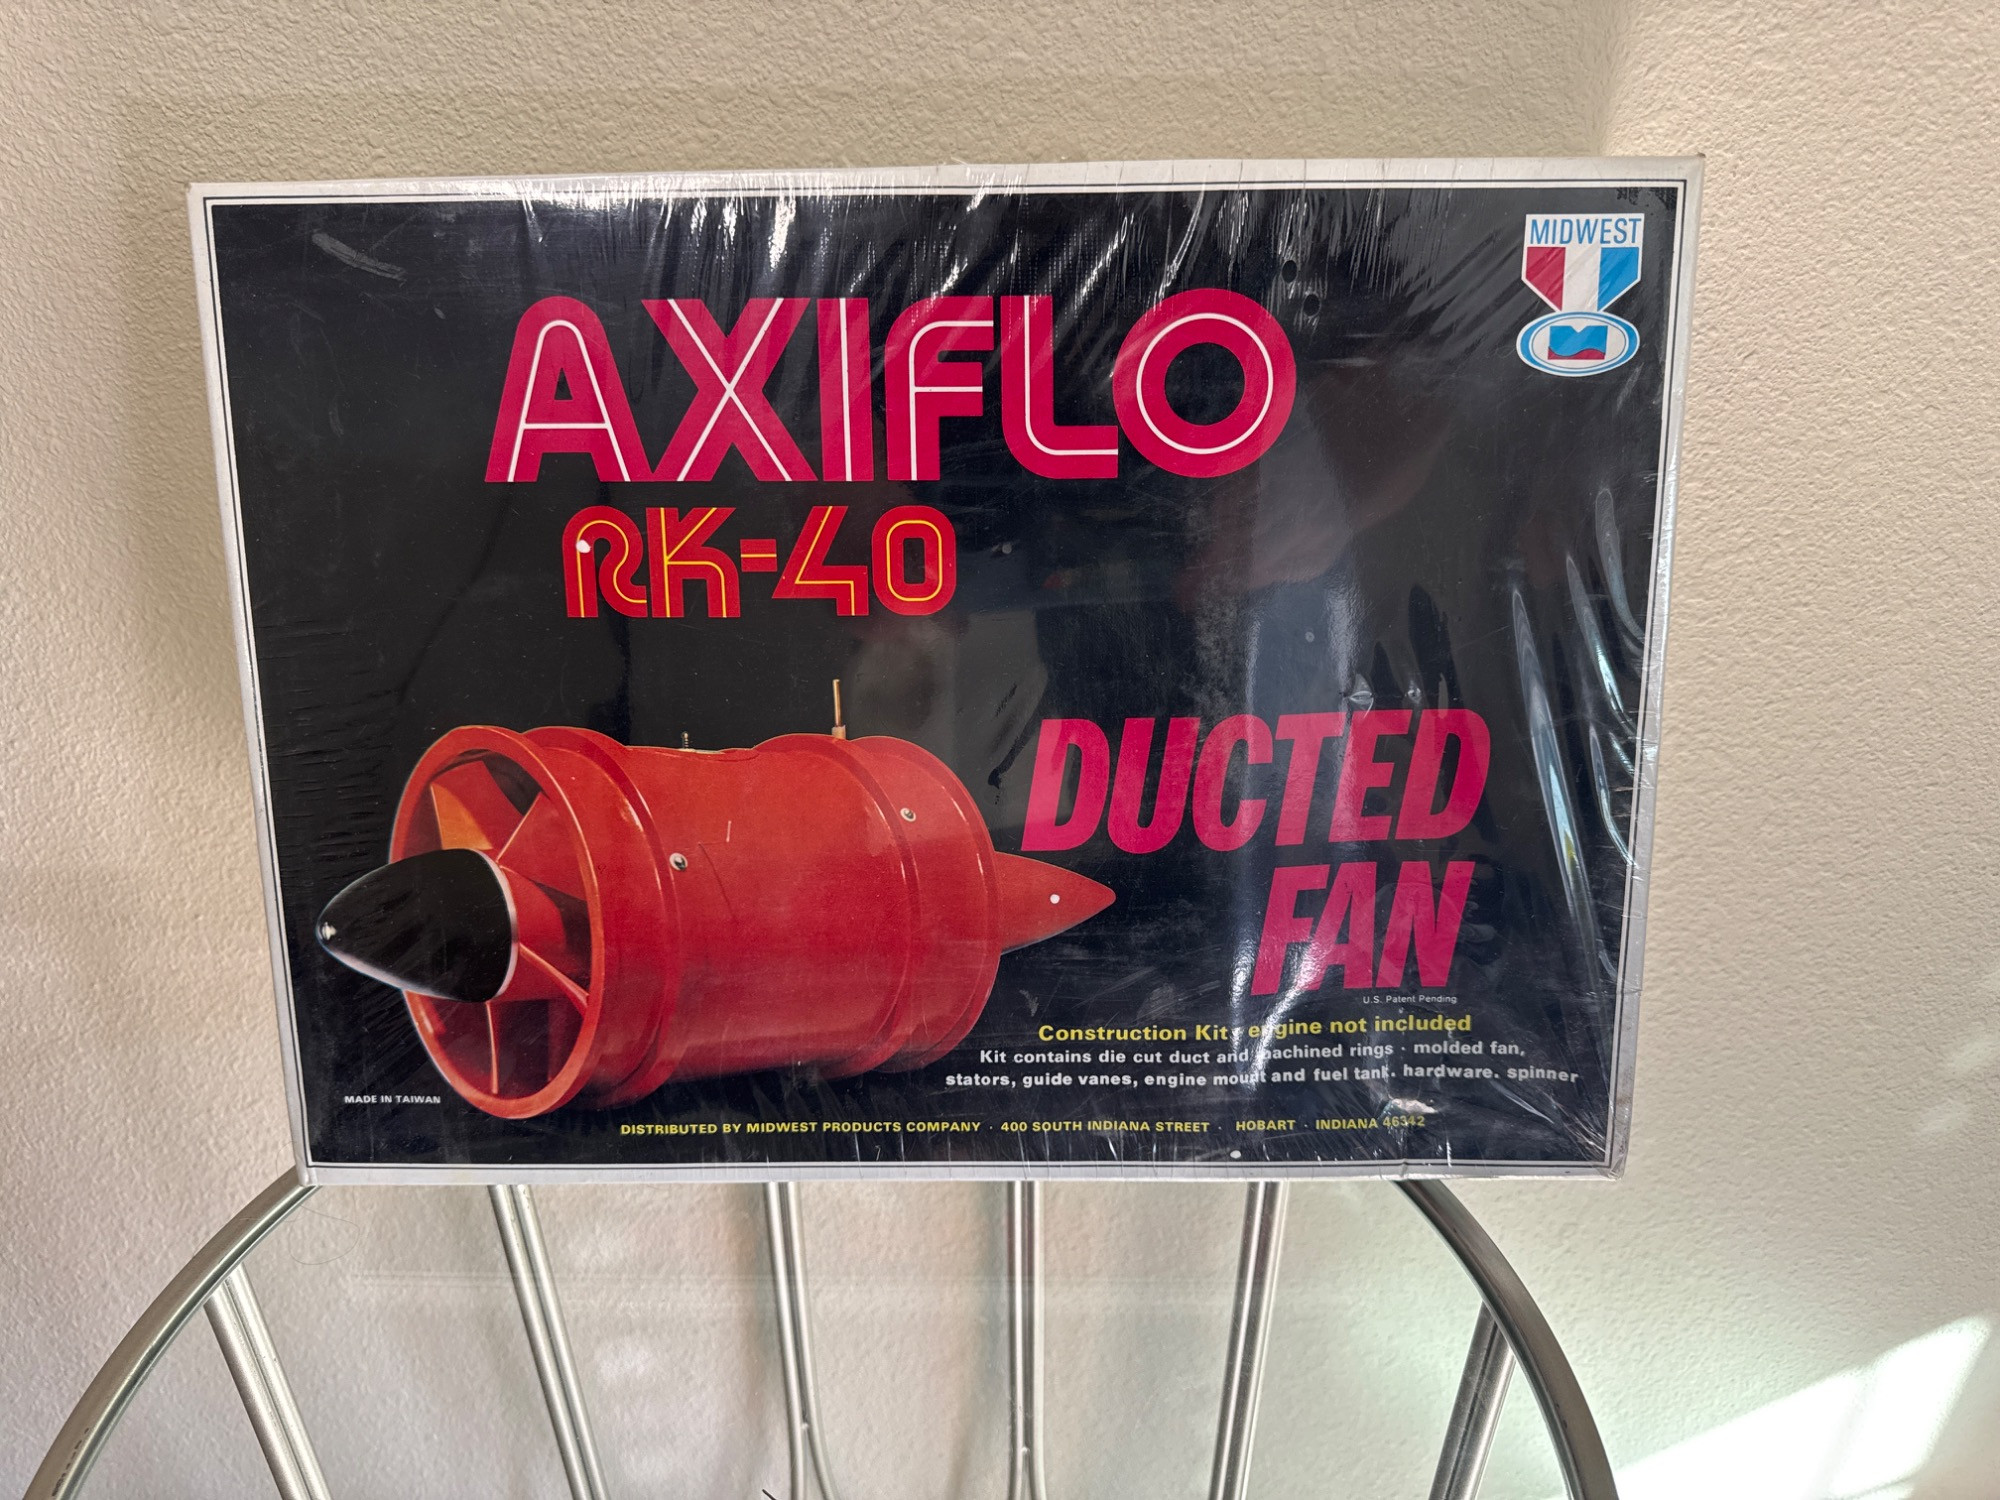 MIDWEST
AXIFLO
RK-40
DUCTED
FAN
U.S. Patent Pending
Construction Kit, engine not included
Kit contains die cut duct and machined rings · molded fan,
stators, guide vanes, engine mount and fuel tank. hardware. spinner
MADE IN TAIWAN
DISTRIBUTED BY MIDWEST PRODUCTS COMPANY · 400 SOUTH INDIANA STREET · HOBART · INDIANA 46342